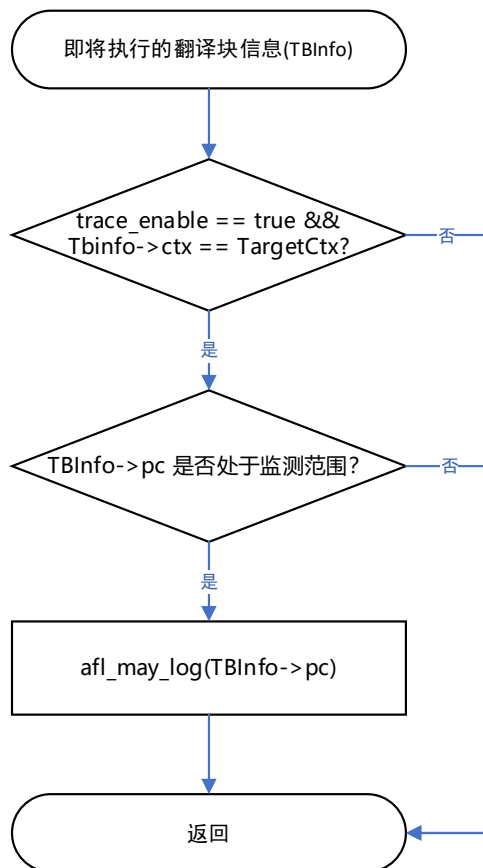 即将执行的翻译块信息(TBInfo)
trace_enable == true &&
Tbinfo->ctx == TargetCtx?
否
是
TBInfo->pc 是否处于监测范围?
否
是
afl_may_log(TBInfo->pc)
返回